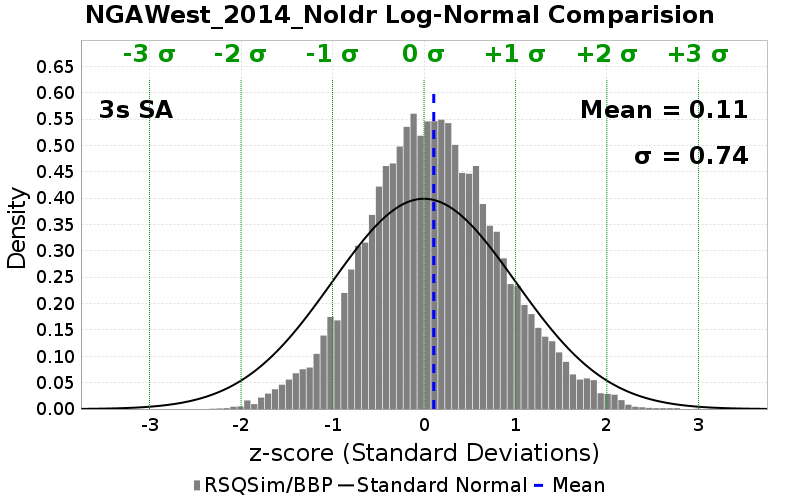 NGAWest_2014_NoIdr Log-Normal Comparision
-3 σ -2 σ -1 σ 0 σ +1 σ +2 σ +3 σ
3s SA
Mean = 0.11
σ = 0.74
Density
0.65
0.60
0.55
0.50
0.45
0.40
0.35
0.30
0.25
0.20
0.15
0.10
0.05
0.00
-3 -2 -1 0 1 2 3
z-score (Standard Deviations)
RSQSim/BBP Standard Normal Mean